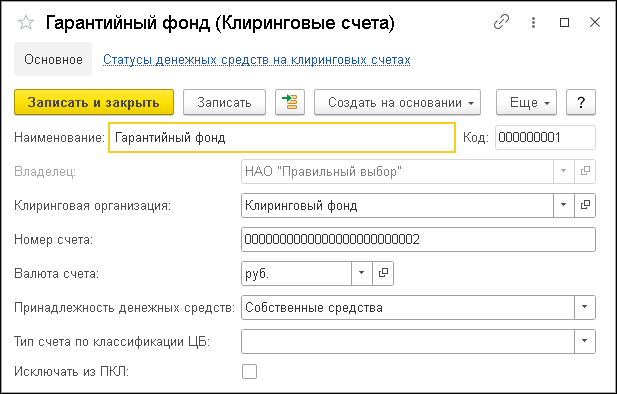 Гарантийный фонд (Клиринговые счета)
Основное Статусы денежных средств на клиринговых счетах
Записать и закрыть Записать Создать на основании Еще ?
Наименование: Гарантийный фонд Код: 000000001
Владелец: НАО "Правильный выбор"
Клиринговая организация: Клиринговый фонд
Номер счета: 0000000000000000000000002
Валюта счета: руб.
Принадлежность денежных средств: Собственные средства
Тип счета по классификации ЦБ:
Исключать из ПКЛ: